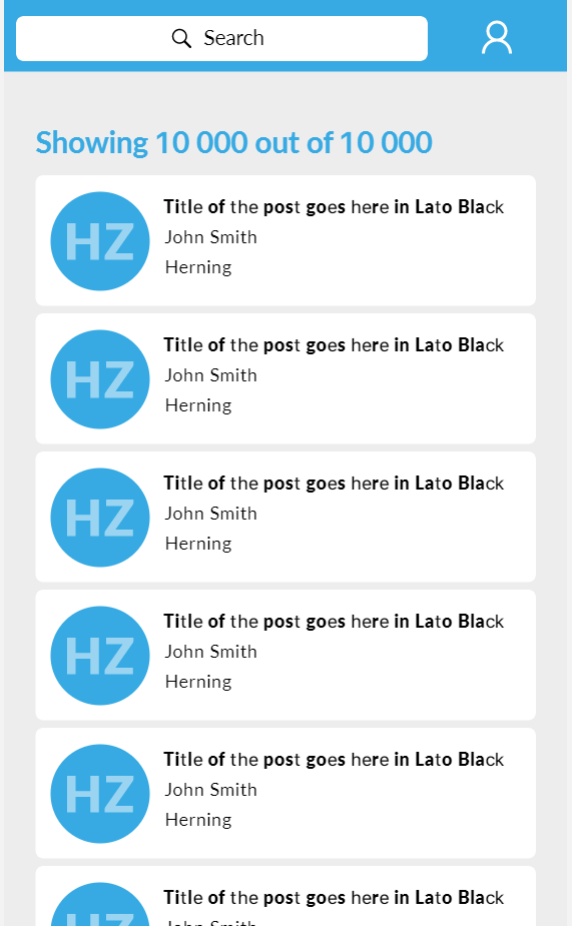 Search
Showing 10 000 out of 10 000
HZ
Title of the post goes here in Lato Black
John Smith
Herning
HZ
Title of the post goes here in Lato Black
John Smith
Herning
HZ
Title of the post goes here in Lato Black
John Smith
Herning
HZ
Title of the post goes here in Lato Black
John Smith
Herning
HZ
Title of the post goes here in Lato Black
John Smith
Herning
HZ
Title of the post goes here in Lato Black
John Smith